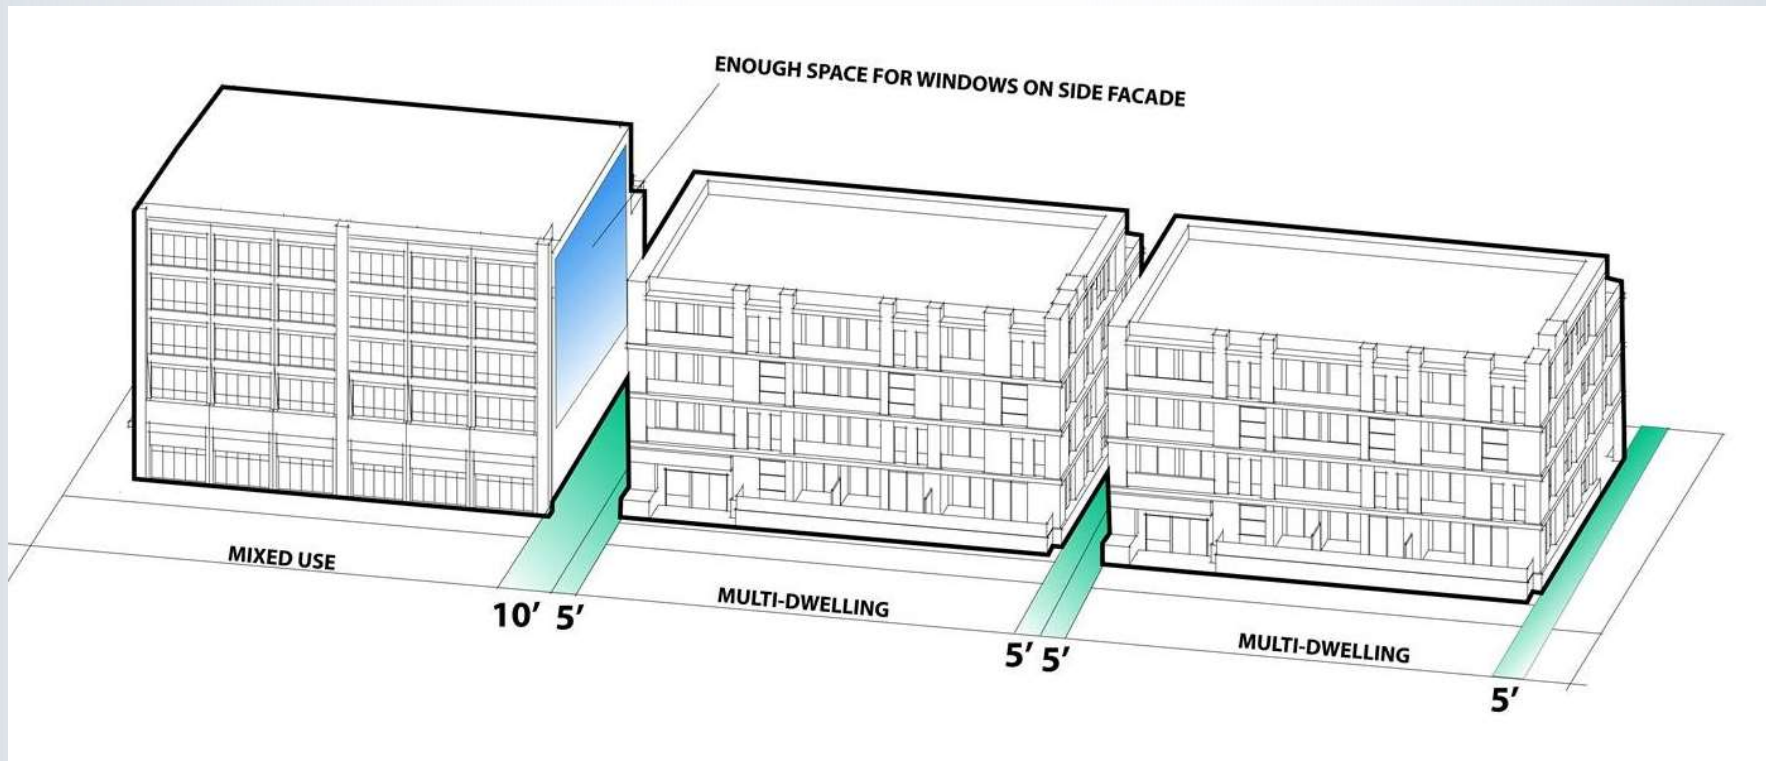 ENOUGH SPACE FOR WINDOWS ON SIDE FACADE
MIXED USE
10' 5'
MULTI-DWELLING
5' 5'
MULTI-DWELLING
5'